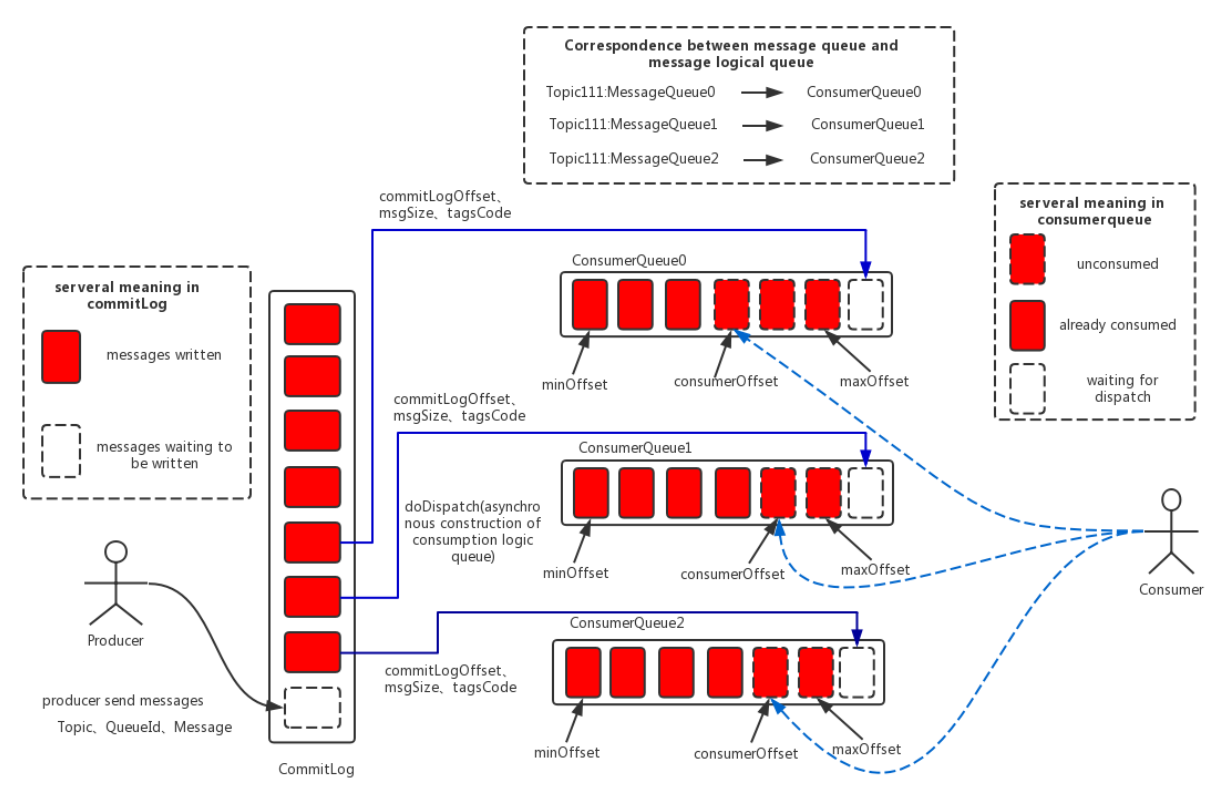 Correspondence between message queue and
message logical queue
Topic111:MessageQueue0
ConsumerQueue0
Topic111:MessageQueue1
ConsumerQueue1
Topic111:MessageQueue2
ConsumerQueue2
serveral meaning in
consumerqueue
unconsumed
already consumed
waiting for
dispatch
serveral meaning in
commitLog
messages written
messages waiting to
be written
commitLogOffset、
msgSize、tagsCode
ConsumerQueue0
minOffset
consumerOffset
maxOffset
commitLogOffset、
msgSize、tagsCode
ConsumerQueue1
doDispatch(asynchro
nous construction of
consumption logic
queue)
minOffset
consumerOffset
maxOffset
Consumer
Producer
ConsumerQueue2
commitLogOffset、
msgSize、tagsCode
minOffset
consumerOffset
maxOffset
producer send messages
Topic、QueueId、Message
CommitLog